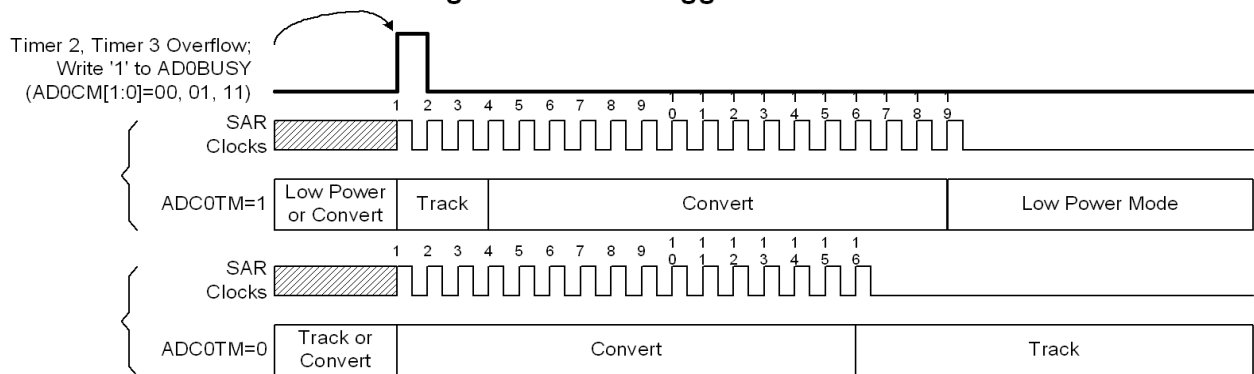 Timer 2, Timer 3 Overflow;
Write '1' to AD0BUSY
(AD0CM[1:0]=00, 01, 11)
1 2 3 4 5 6 7 8 9 10 11 12 13 14 15 16 17 18 19
SAR
Clocks
ADC0TM=1
Low Power
or Convert
Track
Convert
Low Power Mode
1 2 3 4 5 6 7 8 9 10 11 12 13 14 15 16
SAR
Clocks
ADC0TM=0
Track or
Convert
Convert
Track